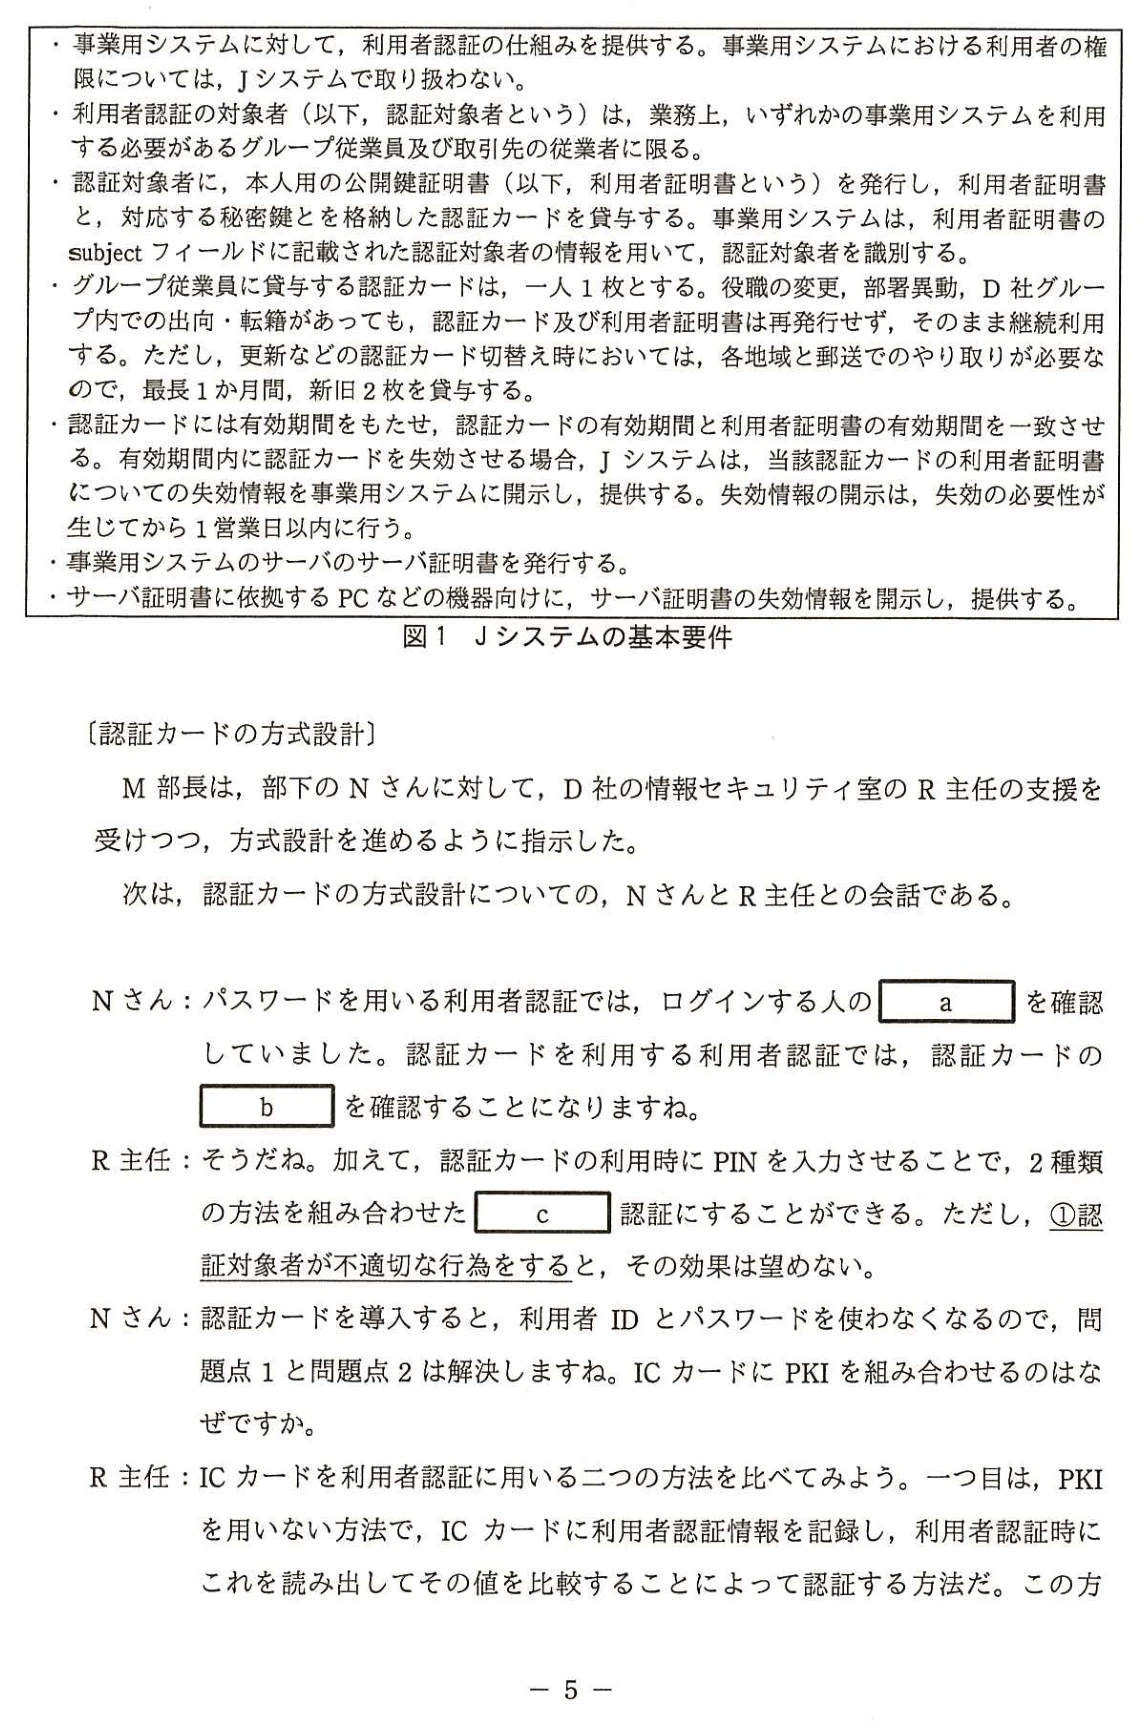 ・事業用システムに対して，利用者認証の仕組みを提供する。事業用システムにおける利用者の権
限については，Jシステムで取り扱わない。
・利用者認証の対象者（以下，認証対象者という）は，業務上，いずれかの事業用システムを利用
する必要があるグループ従業員及び取引先の従業者に限る。
・認証対象者に，本人用の公開鍵証明書（以下，利用者証明書という）を発行し，利用者証明書
と，対応する秘密鍵とを格納した認証カードを貸与する。事業用システムは，利用者証明書の
subject フィールドに記載された認証対象者の情報を用いて，認証対象者を識別する。
・グループ従業員に貸与する認証カードは，一人1枚とする。役職の変更，部署異動，D 社グルー
プ内での出向・転籍があっても，認証カード及び利用者証明書は再発行せず，そのまま継続利用
する。ただし，更新などの認証カード切替え時においては，各地域と郵送でのやり取りが必要な
ので，最長1か月間，新旧2枚を貸与する。
・認証カードには有効期間をもたせ，認証カードの有効期間と利用者証明書の有効期間を一致させ
る。有効期間内に認証カードを失効させる場合，J システムは，当該認証カードの利用者証明書
についての失効情報を事業用システムに開示し，提供する。失効情報の開示は，失効の必要性が
生じてから1営業日以内に行う。
・事業用システムのサーバのサーバ証明書を発行する。
・サーバ証明書に依拠する PC などの機器向けに，サーバ証明書の失効情報を開示し，提供する。
図1　Jシステムの基本要件
〔認証カードの方式設計〕
M 部長は，部下の N さんに対して，D 社の情報セキュリティ室の R 主任の支援を
受けつつ，方式設計を進めるように指示した。
次は，認証カードの方式設計についての，N さんと R 主任との会話である。
N さん：パスワードを用いる利用者認証では，ログインする人の a を確認
していました。認証カードを利用する利用者認証では，認証カードの
b を確認することになりますね。
R 主任：そうだね。加えて，認証カードの利用時に PIN を入力させることで，2種類
の方法を組み合わせた c 認証にすることができる。ただし，①認
証対象者が不適切な行為をすると，その効果は望めない。
N さん：認証カードを導入すると，利用者 ID とパスワードを使わなくなるので，問
題点 1 と問題点 2 は解決しますね。IC カードに PKI を組み合わせるのはな
ぜですか。
R 主任：IC カードを利用者認証に用いる二つの方法を比べてみよう。一つ目は，PKI
を用いない方法で，IC カードに利用者認証情報を記録し，利用者認証時に
これを読み出してその値を比較することによって認証する方法だ。この方
－ 5 －